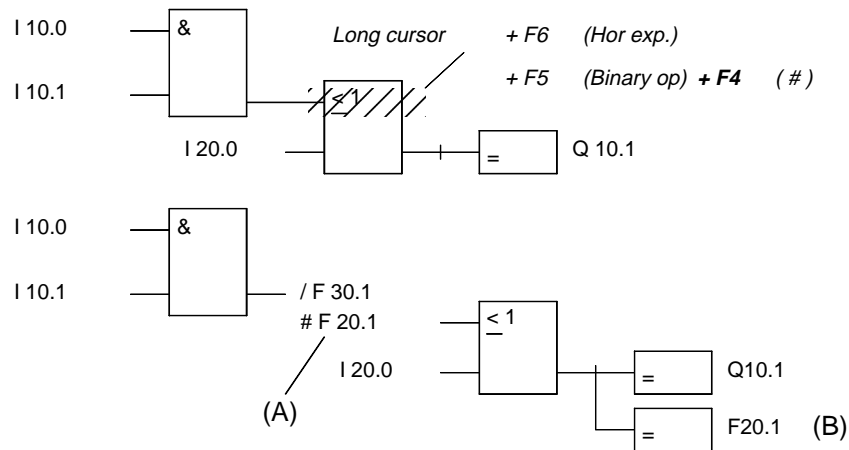 I 10.0 & Long cursor + F6 (Hor exp.)
I 10.1 + F5 (Binary op) + F4 ( # )
< 1
I 20.0 = Q 10.1
I 10.0 &
I 10.1 / F 30.1
# F 20.1 < 1
I 20.0 = Q10.1
(A) = F20.1 (B)